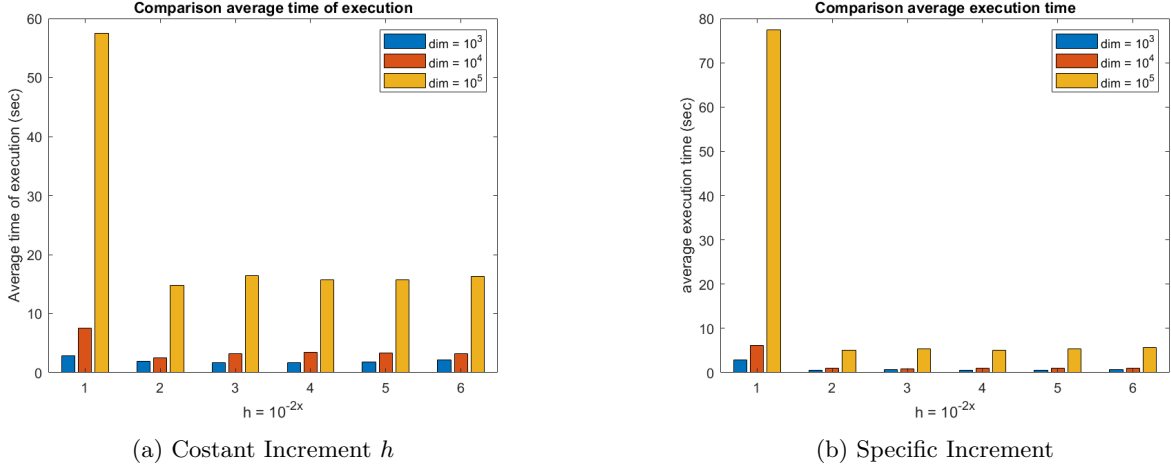 Comparison average time of execution
60
50
40
30
20
10
0
Average time of execution (sec)
dim = 10^3
dim = 10^4
dim = 10^5
1 2 3 4 5 6
h = 10^-2x
(a) Costant Increment h
Comparison average execution time
80
70
60
50
40
30
20
10
0
average execution time (sec)
dim = 10^3
dim = 10^4
dim = 10^5
1 2 3 4 5 6
h = 10^-2x
(b) Specific Increment